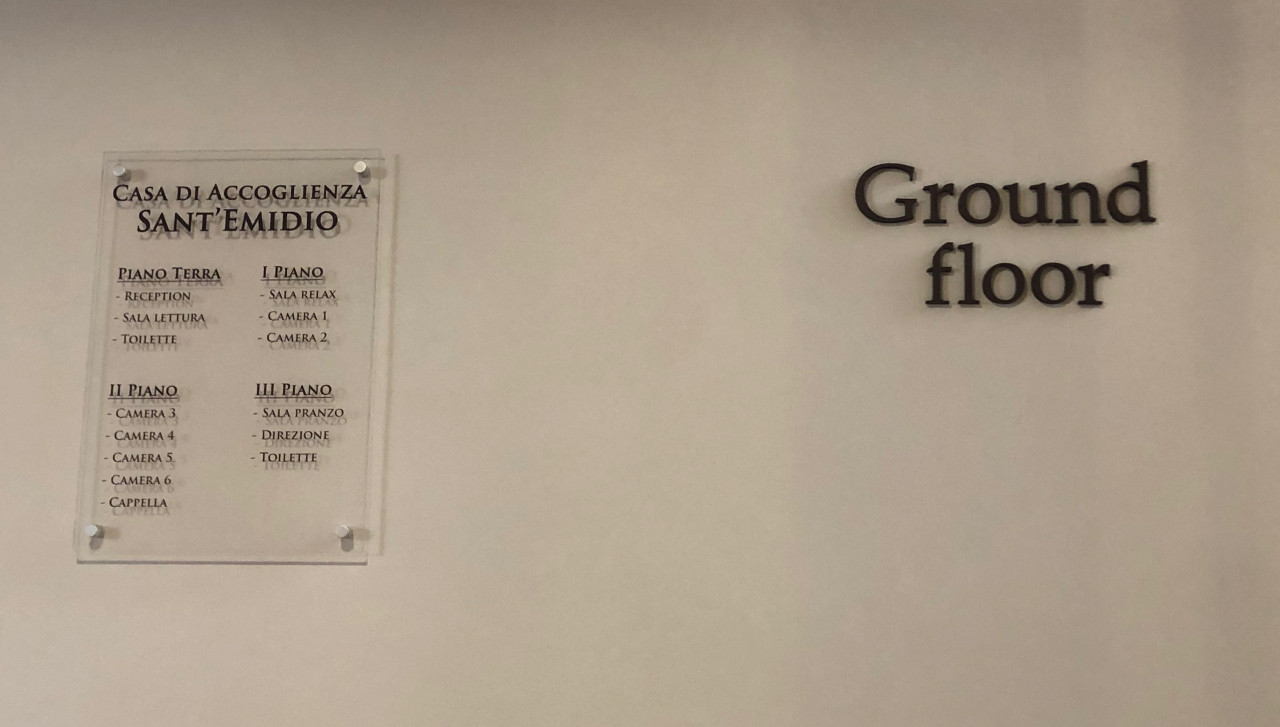 CASA DI ACCOGLIENZA
SANT'EMIDIO
PIANO TERRA
- RECEPTION
- SALA LETTURA
- TOILETTE
I PIANO
- SALA RELAX
- CAMERA 1
- CAMERA 2
II PIANO
- CAMERA 3
- CAMERA 4
- CAMERA 5
- CAMERA 6
- CAPPELLA
III PIANO
- SALA PRANZO
- DIREZIONE
- TOILETTE
Ground
floor